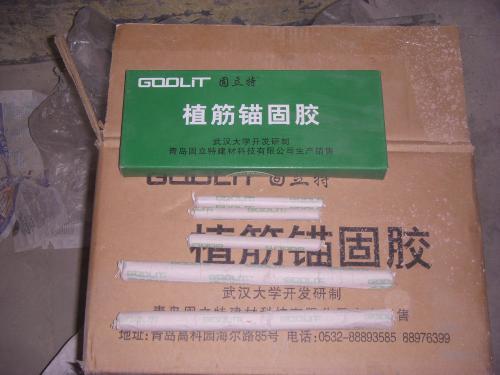 GOOLiT 固立特
植筋锚固胶
武汉大学开发研制
青岛固立特建材科技有限公司生产销售
GOOLiT 固立特
植筋锚固胶
GOOLiT
武汉大学开发研制
地址:青岛高科园海尔路85号 电话:0532-88893585 88976399